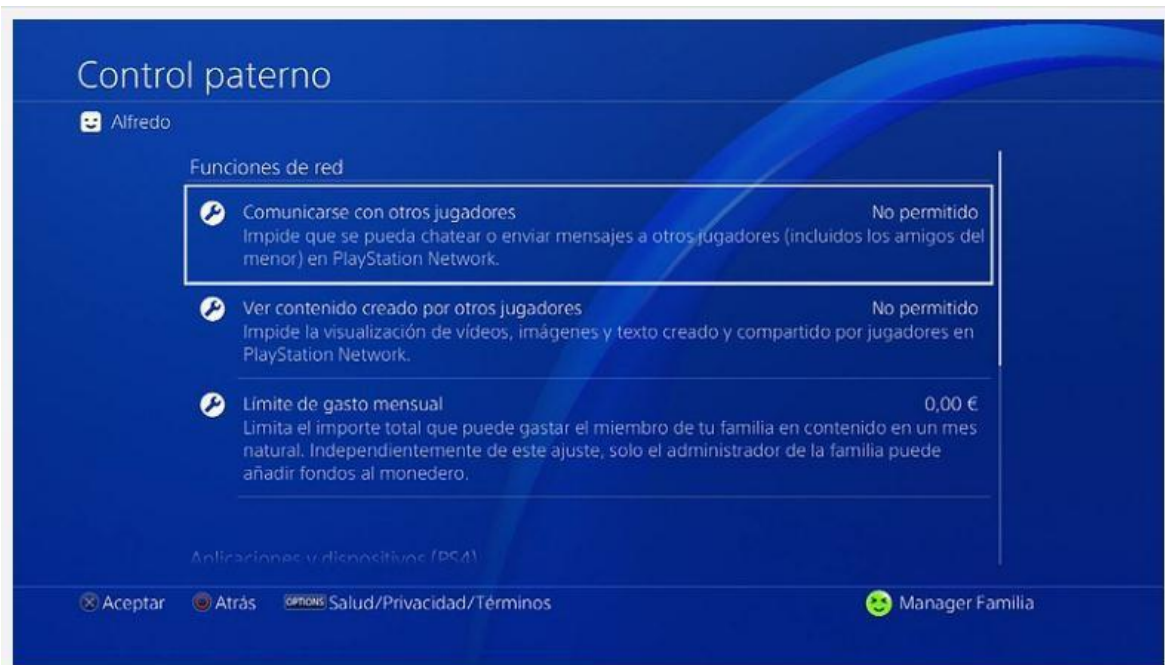 Control paterno
Alfredo
Funciones de red
Comunicarse con otros jugadores No permitido
Impide que se pueda chatear o enviar mensajes a otros jugadores (incluidos los amigos del
menor) en PlayStation Network.
Ver contenido creado por otros jugadores No permitido
Impide la visualización de vídeos, imágenes y texto creado y compartido por jugadores en
PlayStation Network.
Límite de gasto mensual 0,00 €
Limita el importe total que puede gastar el miembro de tu familia en contenido en un mes
natural. Independientemente de este ajuste, solo el administrador de la familia puede
añadir fondos al monedero.
Aplicaciones y dispositivos (PS4)
Aceptar Atrás OPTIONS Salud/Privacidad/Términos Manager Familia